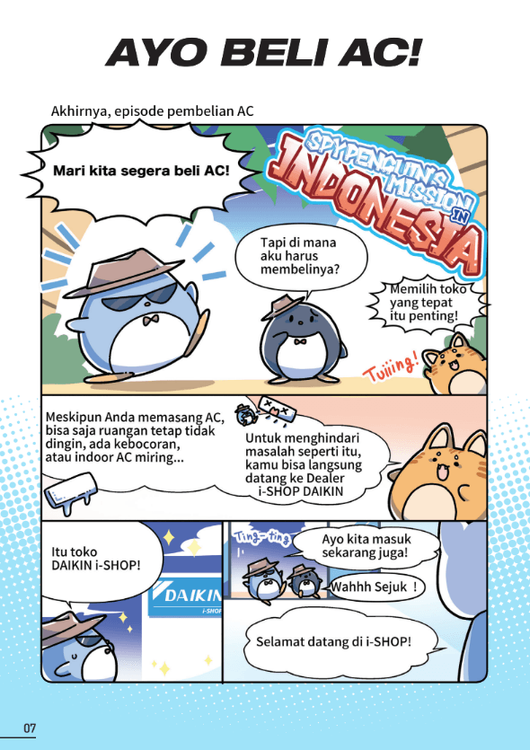 AYO BELI AC!
Akhirnya, episode pembelian AC
Mari kita segera beli AC!
SPY PENGUIN'S
MISSION
IN
INDONESIA
Tapi di mana
aku harus
membelinya?
Memilih toko
yang tepat
itu penting!
Tuiiing!
Meskipun Anda memasang AC,
bisa saja ruangan tetap tidak
dingin, ada kebocoran,
atau indoor AC miring...
Untuk menghindari
masalah seperti itu,
kamu bisa langsung
datang ke Dealer
i-SHOP DAIKIN
Itu toko
DAIKIN i-SHOP!
DAIKIN
i-SHOP
Ting-ting
Ayo kita masuk
sekarang juga!
Wahhh Sejuk !
Selamat datang di i-SHOP!
07